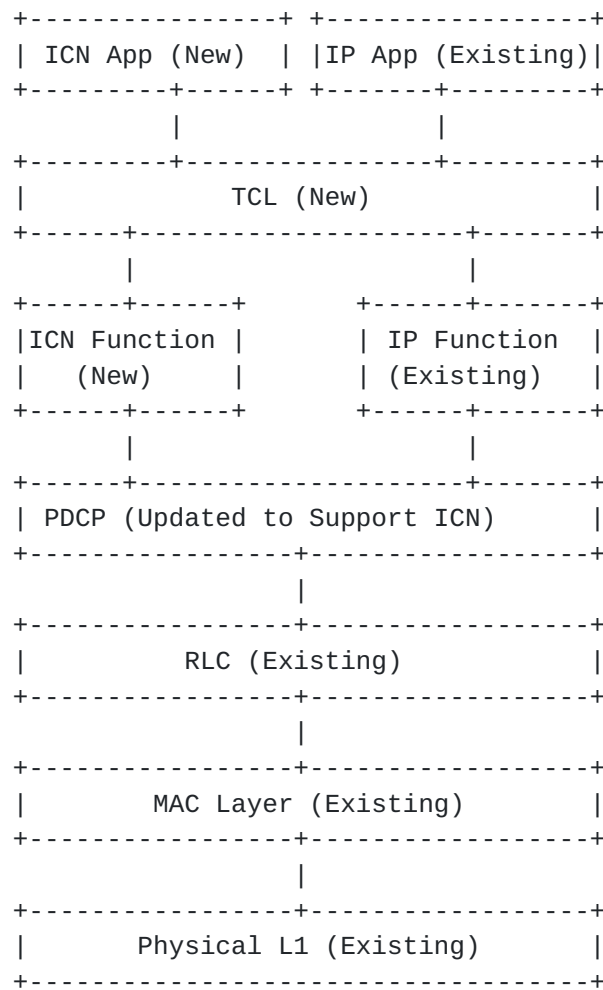 ICN App (New) IP App (Existing)
TCL (New)
ICN Function IP Function
(New) (Existing)
PDCP (Updated to Support ICN)
RLC (Existing)
MAC Layer (Existing)
Physical L1 (Existing)